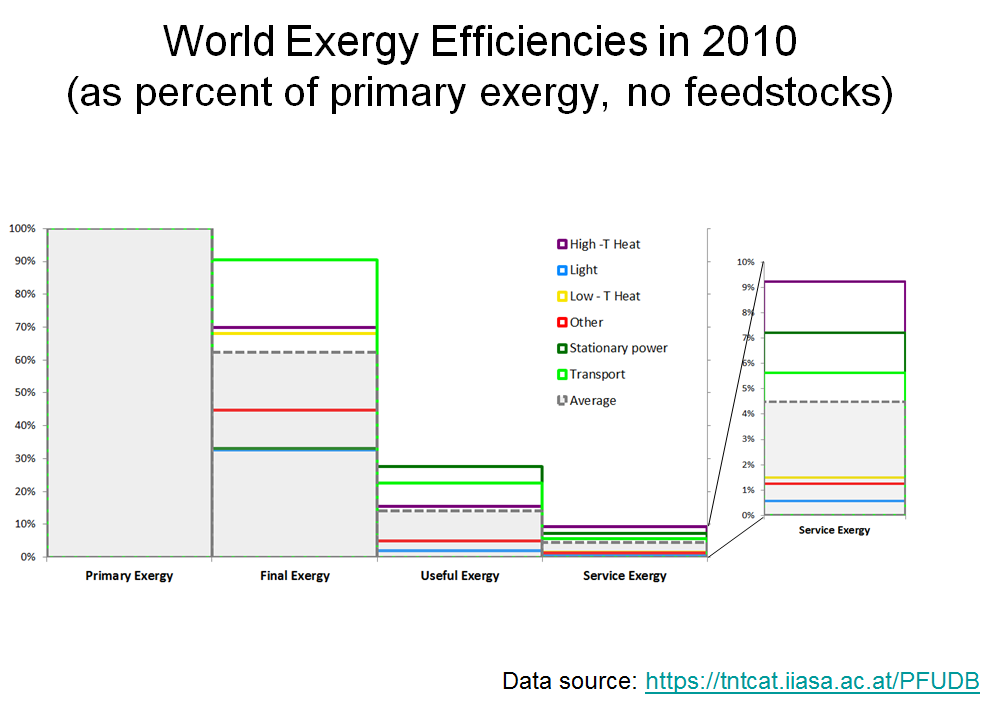 World Exergy Efficiencies in 2010
(as percent of primary exergy, no feedstocks)
100%
90%
80%
70%
60%
50%
40%
30%
20%
10%
0%
Primary Exergy
Final Exergy
Useful Exergy
Service Exergy
High -T Heat
Light
Low - T Heat
Other
Stationary power
Transport
Average
10%
9%
8%
7%
6%
5%
4%
3%
2%
1%
0%
Service Exergy
Data source: https://tntcat.iiasa.ac.at/PFUDB